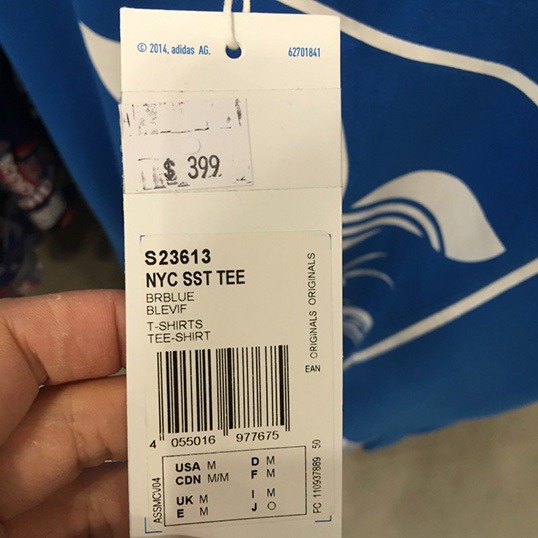 © 2014, adidas AG. 62701841
$ 399
S23613
NYC SST TEE
BRBLUE
BLEVIF
T-SHIRTS
TEE-SHIRT
ORIGINALS ORIGINALS
EAN
4 055016 977675
USA M D M
CDN M/M F M
UK M I M
E M J O
ASSMCV04
PC 110937889 50